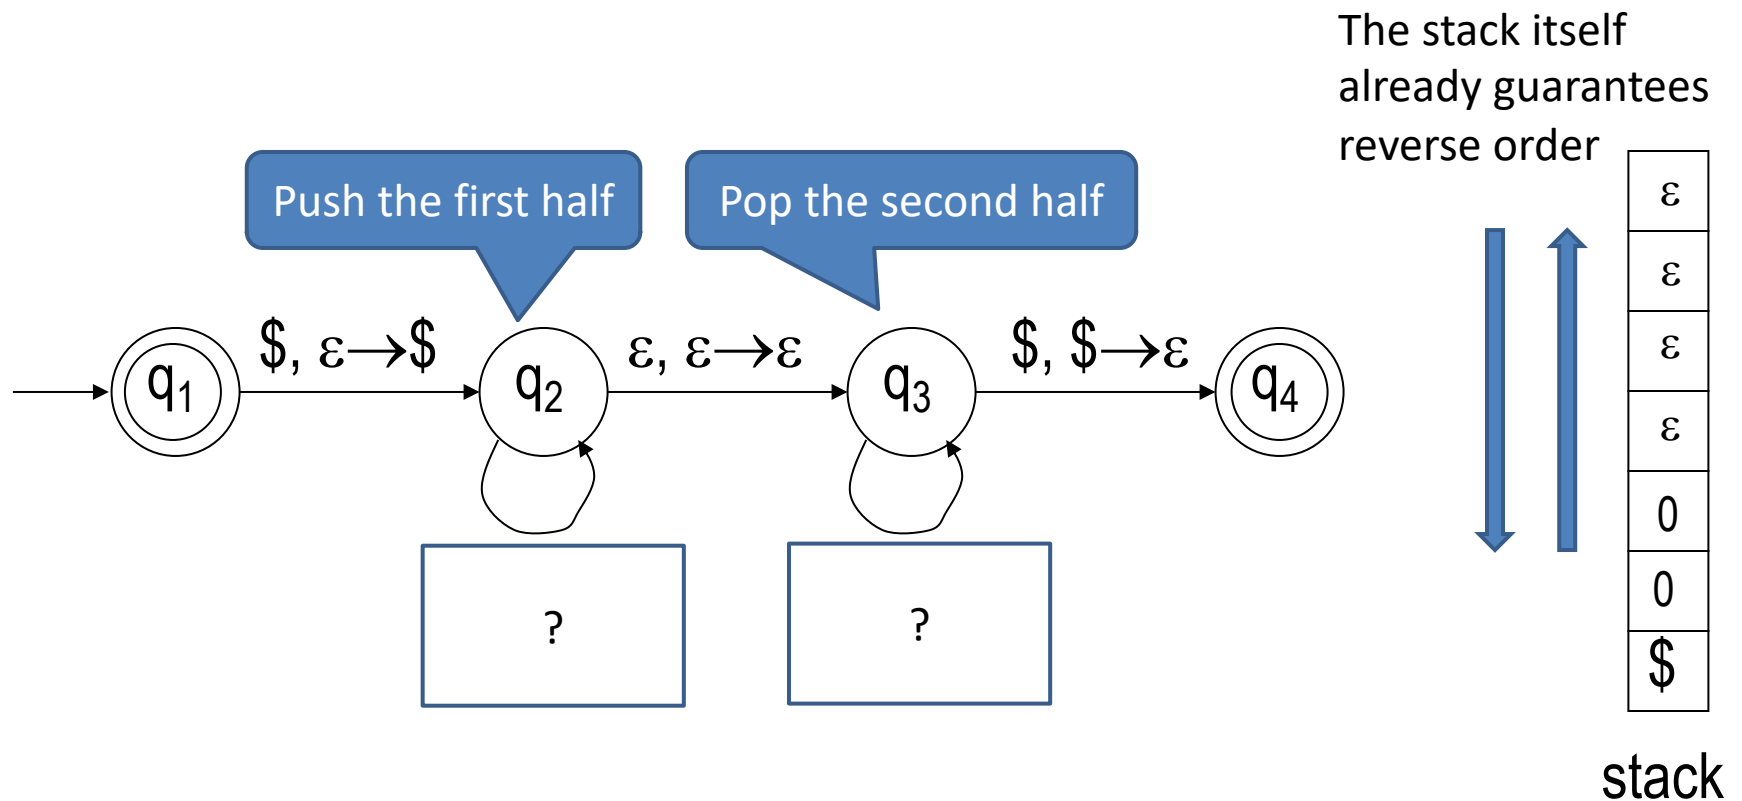 The stack itself
already guarantees
reverse order
Push the first half
Pop the second half
$, ε→$
ε, ε→ε
$, $→ε
q₁
q₂
q₃
q₄
?
?
ε
ε
ε
ε
0
0
$
stack